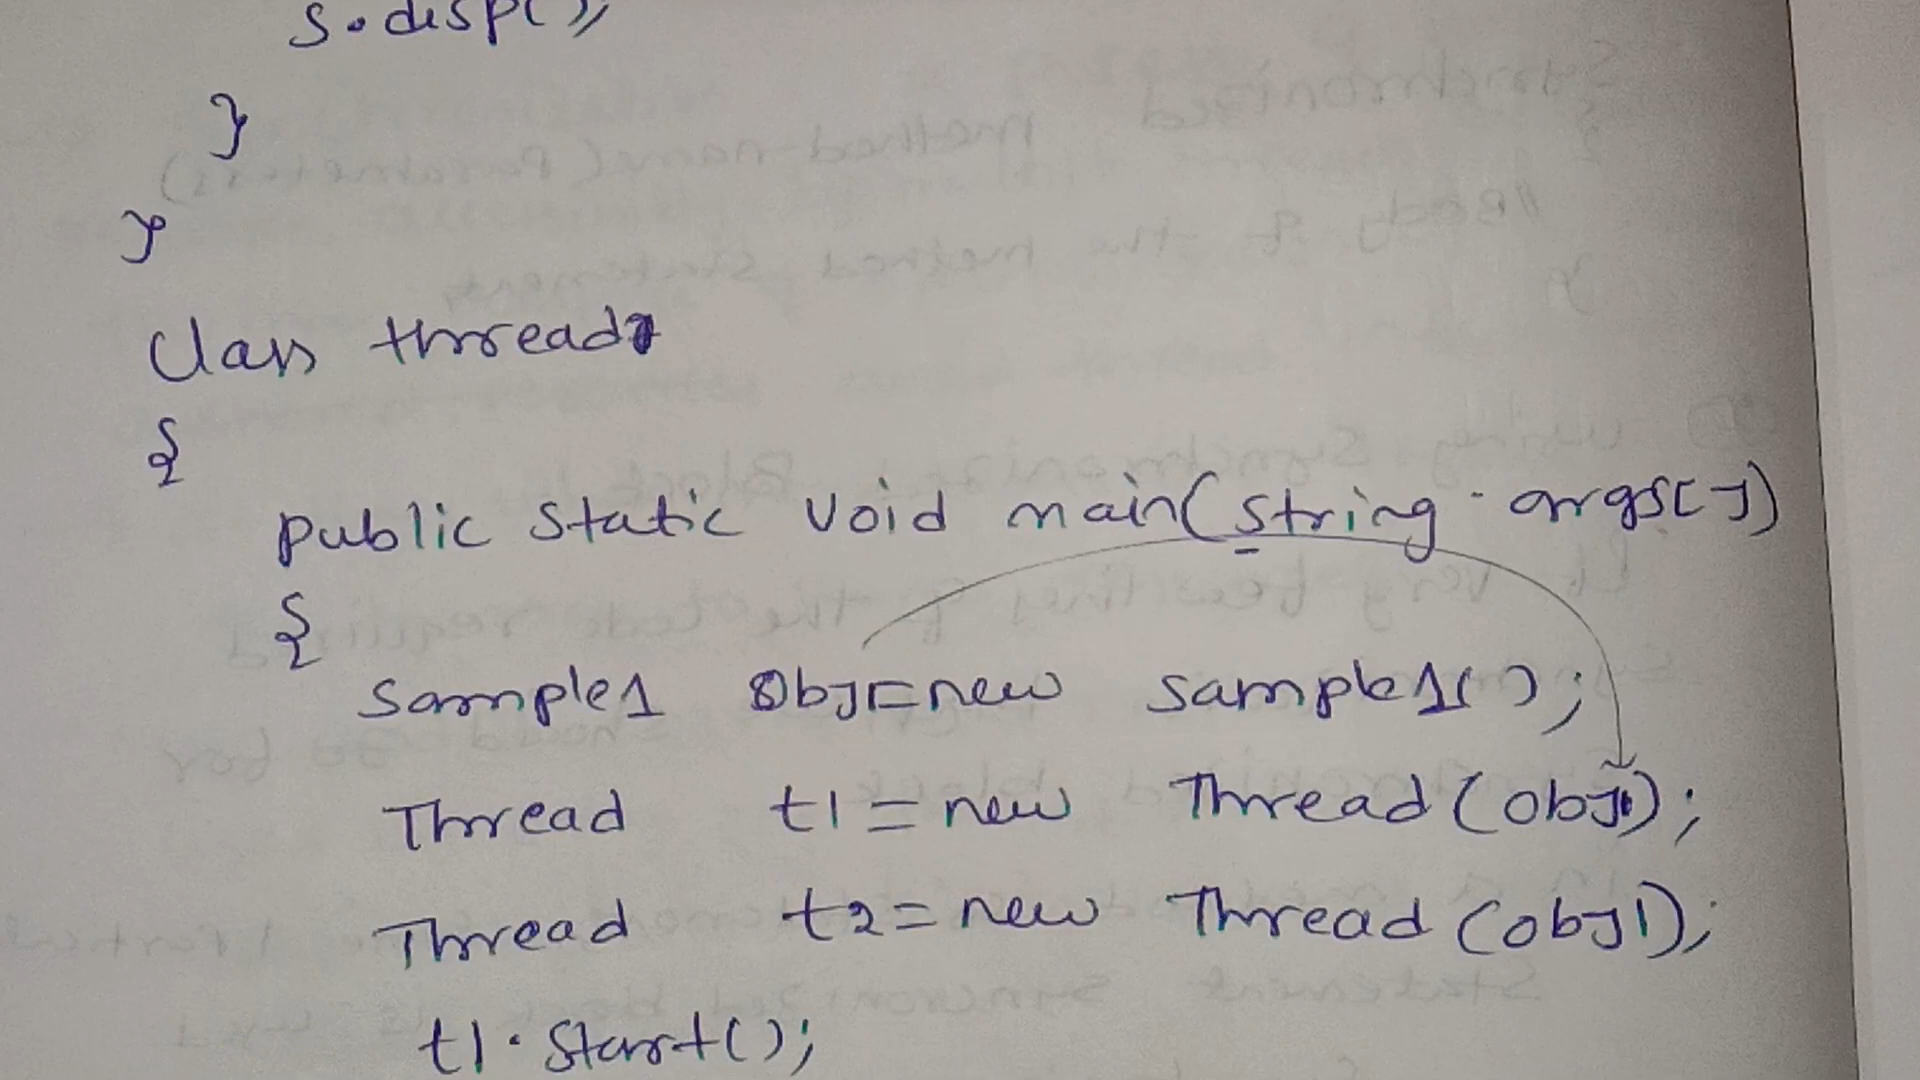 s.disp();
}
}
class thread
{
public static void main(string args[])
{
sample1 obj=new sample1();
Thread t1=new Thread(obj1);
Thread t2=new Thread(obj1);
t1.start();